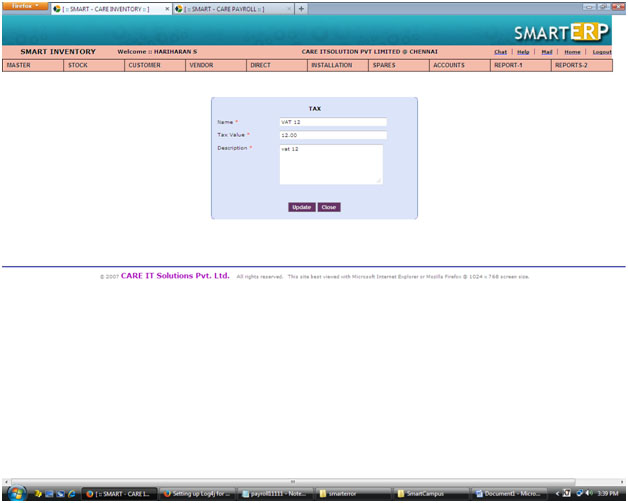 Firefox
[ :: SMART - CARE INVENTORY :: ] × [ :: SMART - CARE PAYROLL :: ] × +
SMARTERP
SMART INVENTORY Welcome :: HARIHARAN S CARE ITSOLUTION PVT LIMITED @ CHENNAI Chat | Help | Mail | Home | Logout
MASTER STOCK CUSTOMER VENDOR DIRECT INSTALLATION SPARES ACCOUNTS REPORT-1 REPORTS-2
TAX
Name * VAT 12
Tax Value * 12.00
Description * vat 12
Update Close
© 2007 CARE IT Solutions Pvt. Ltd. All rights reserved. This site best viewed with Microsoft Internet Explorer or Mozilla Firefox @ 1024 x 768 screen size.
[ :: SMART - CARE I... Setting up Log4j for ... payroll11111 - Note... smarterror SmartCampus Document1 - Micro... 3:39 PM